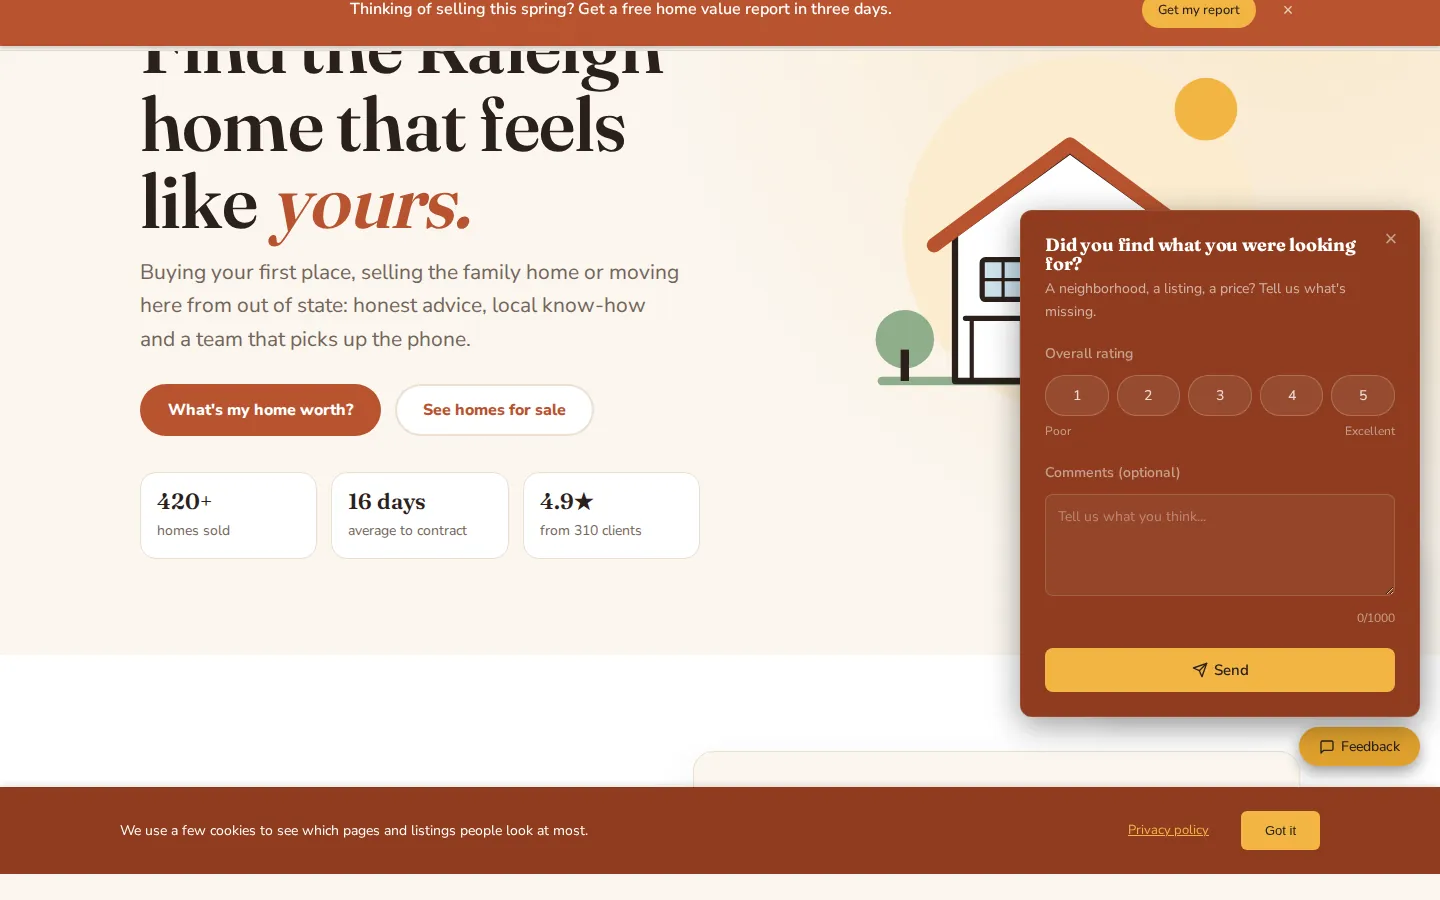 Thinking of selling this spring? Get a free home value report in three days.
Get my report
×
Find the Raleigh
home that feels
like yours.
Buying your first place, selling the family home or moving
here from out of state: honest advice, local know-how
and a team that picks up the phone.
What's my home worth?
See homes for sale
420+
homes sold
16 days
average to contract
4.9★
from 310 clients
Did you find what you were looking
for?
×
A neighborhood, a listing, a price? Tell us what's
missing.
Overall rating
1 2 3 4 5
Poor Excellent
Comments (optional)
Tell us what you think...
0/1000
Send
Feedback
We use a few cookies to see which pages and listings people look at most.
Privacy policy
Got it